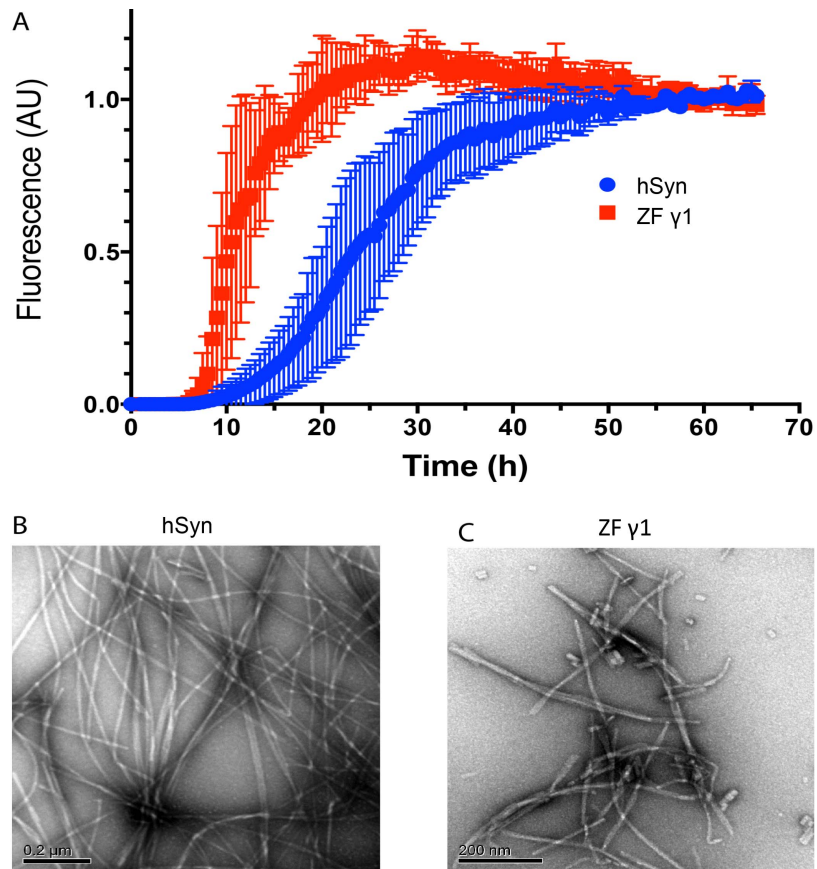 A
Fluorescence (AU)
1.0
0.5
0.0
hSyn
ZF γ1
0 10 20 30 40 50 60 70
Time (h)
B hSyn
C ZF γ1
0.2 µm
200 nm